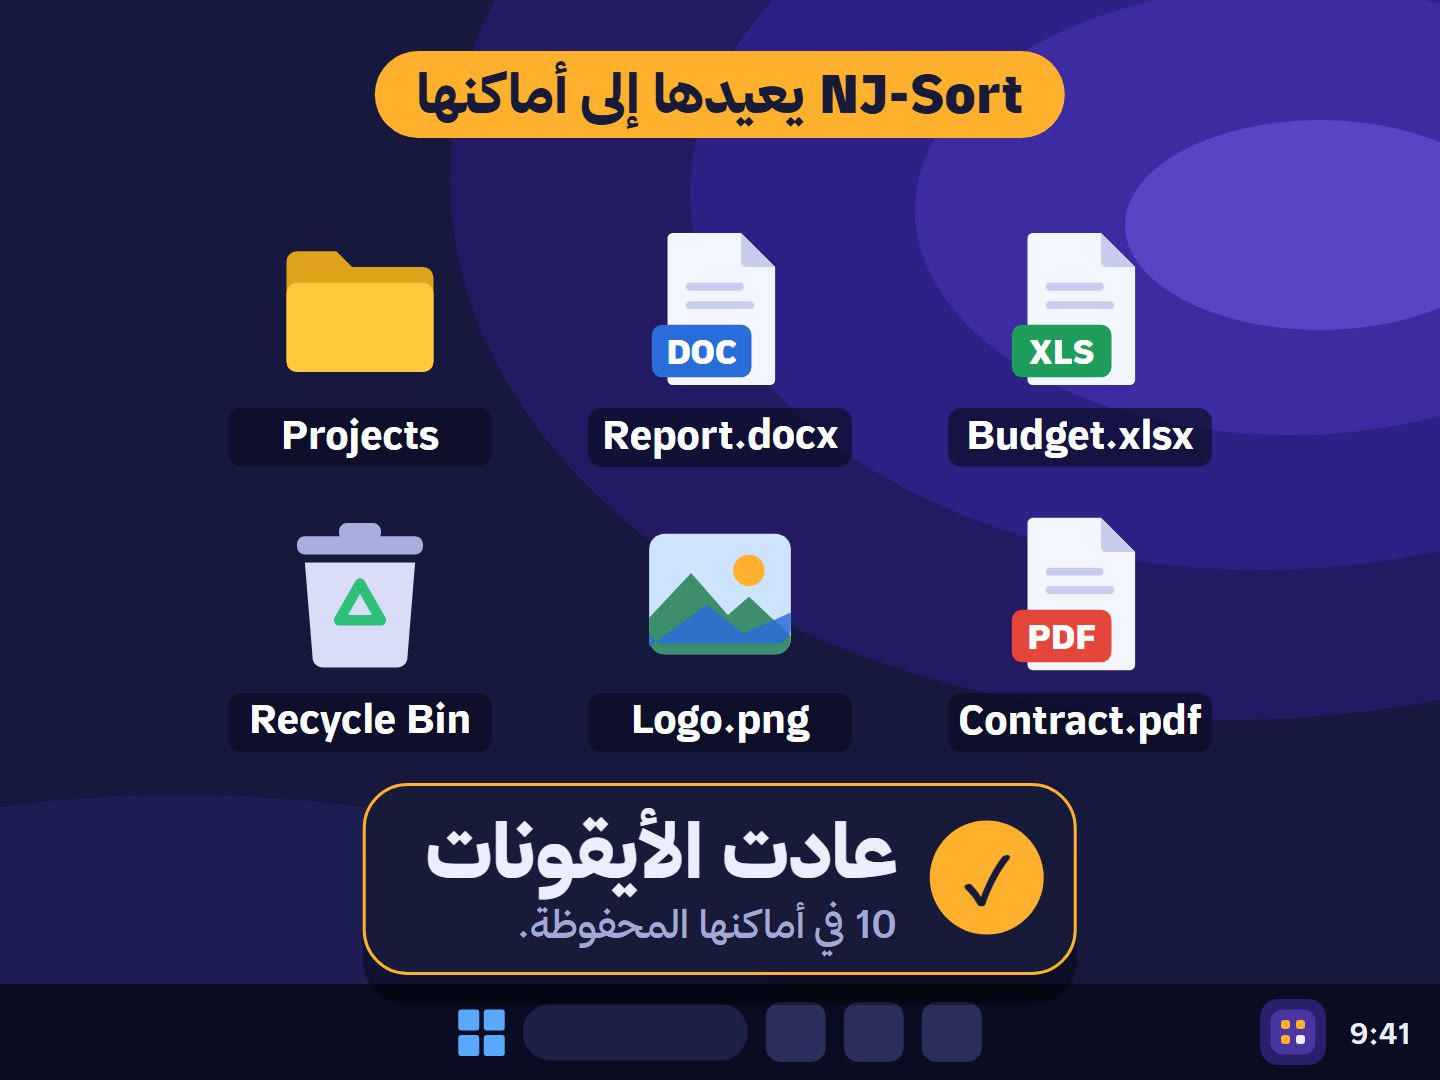 NJ-Sort يعيدها إلى أماكنها
DOC
XLS
Projects
Report.docx
Budget.xlsx
PDF
Recycle Bin
Logo.png
Contract.pdf
عادت الأيقونات
10 في أماكنها المحفوظة.
9:41